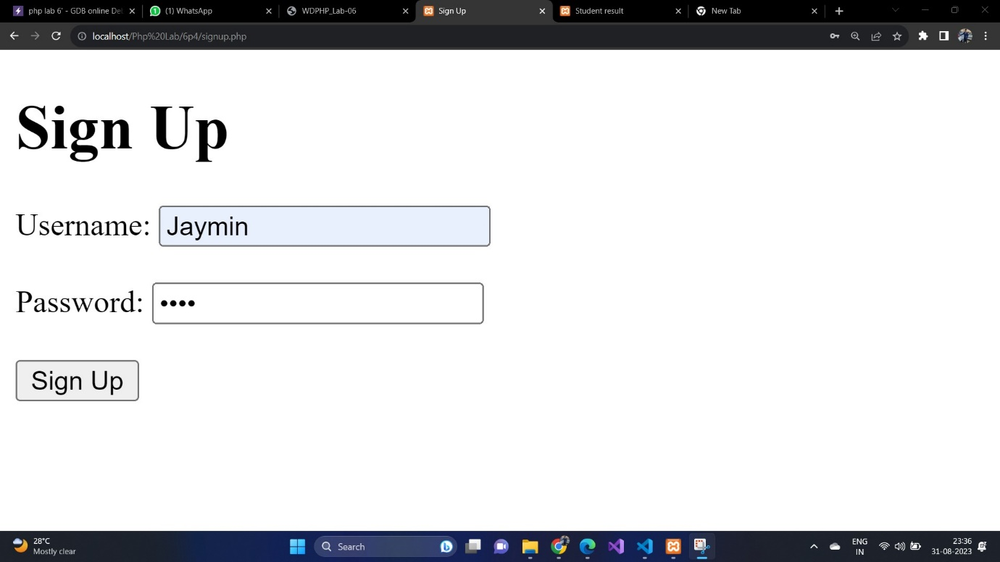 php lab 6' - GDB online De
(1) WhatsApp
WDPHP_Lab-06
Sign Up
Student result
New Tab
localhost/Php%20Lab/6p4/signup.php
Sign Up
Username: Jaymin
Password: ••••
Sign Up
28°C
Mostly clear
Search
ENG
IN
23:36
31-08-2023